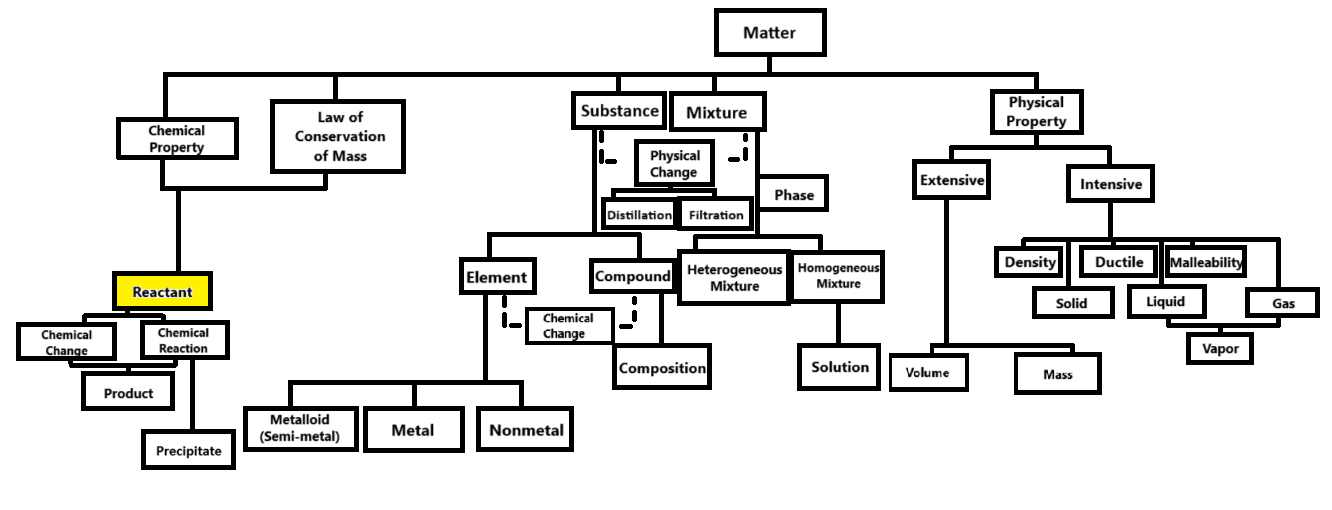 Matter
Substance
Mixture
Physical
Property
Law of
Conservation
of Mass
Chemical
Property
Physical
Change
Extensive
Intensive
Phase
Distillation
Filtration
Element
Compound
Heterogeneous
Mixture
Homogeneous
Mixture
Density
Ductile
Malleability
Reactant
Solid
Liquid
Gas
Chemical
Change
Chemical
Reaction
Chemical
Change
Vapor
Composition
Solution
Volume
Mass
Product
Metalloid
(Semi-metal)
Metal
Nonmetal
Precipitate